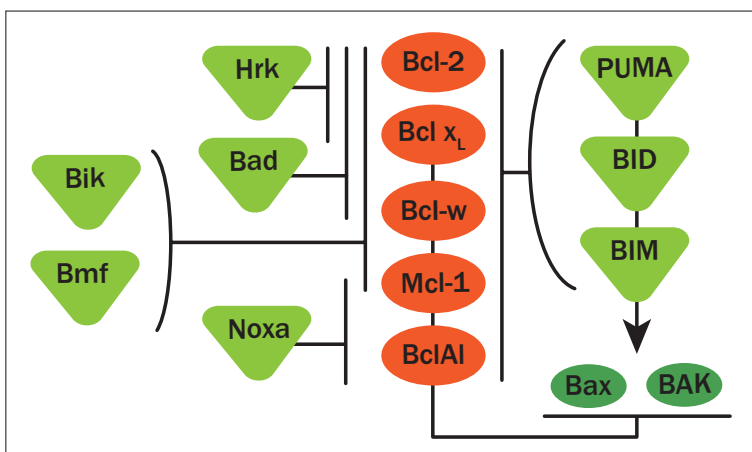 Hrk
Bad
Bik
Bmf
Noxa
Bcl-2
Bcl xL
Bcl-w
Mcl-1
BclAl
PUMA
BID
BIM
Bax
BAK